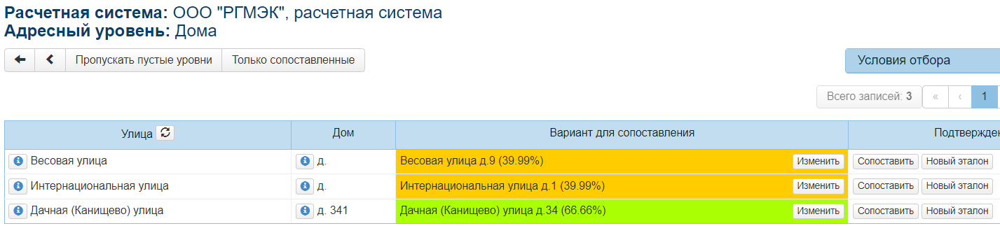 Расчетная система: ООО "РГМЭК", расчетная система
Адресный уровень: Дома
Пропускать пустые уровни Только сопоставленные Условия отбора
Всего записей: 3 « ‹ 1
Улица Дом Вариант для сопоставления Подтвержден
Весовая улица д. Весовая улица д.9 (39.99%) Изменить Сопоставить Новый эталон
Интернациональная улица д. Интернациональная улица д.1 (39.99%) Изменить Сопоставить Новый эталон
Дачная (Канищево) улица д. 341 Дачная (Канищево) улица д.34 (66.66%) Изменить Сопоставить Новый эталон